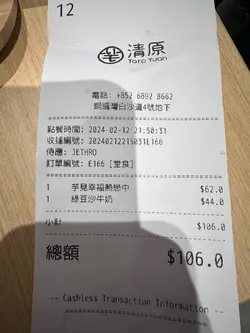 12
清原
Taro Yuan
電話: +852 6892 8662
銅鑼灣白沙道4號地下
點餐時間: 2024-02-12 21:50:31
收據編號: 20240212215031E166
侍應: JETHRO
訂單編號: E166 [堂食]
1 芋見幸福熱戀中 $62.0
1 綠豆沙牛奶 $44.0
小計 $106.0
總額 $106.0
-- Cashless Transaction Information --